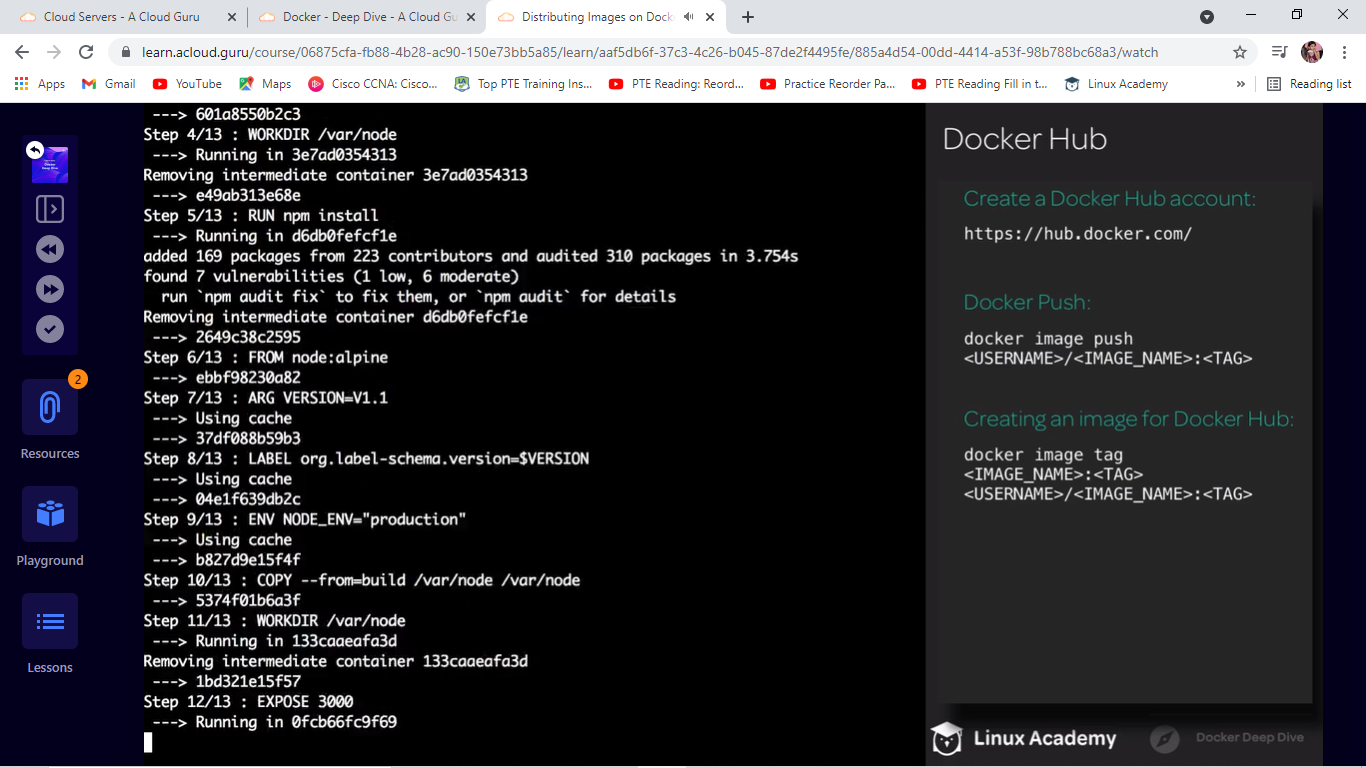 Cloud Servers - A Cloud Guru
Docker - Deep Dive - A Cloud Gu
Distributing Images on Dock
learn.acloud.guru/course/06875cfa-fb88-4b28-ac90-150e73bb5a85/learn/aaf5db6f-37c3-4c26-b045-87de2f4495fe/885a4d54-00dd-4414-a53f-98b788bc68a3/watch
Apps
Gmail
YouTube
Maps
Cisco CCNA: Cisco...
Top PTE Training Ins...
PTE Reading: Reord...
Practice Reorder Pa...
PTE Reading Fill in t...
Linux Academy
»
Reading list
Docker
Deep Dive
2
Resources
Playground
Lessons
---> 601a8550b2c3
Step 4/13 : WORKDIR /var/node
---> Running in 3e7ad0354313
Removing intermediate container 3e7ad0354313
---> e49ab313e68e
Step 5/13 : RUN npm install
---> Running in d6db0fefcf1e
added 169 packages from 223 contributors and audited 310 packages in 3.754s
found 7 vulnerabilities (1 low, 6 moderate)
run `npm audit fix` to fix them, or `npm audit` for details
Removing intermediate container d6db0fefcf1e
---> 2649c38c2595
Step 6/13 : FROM node:alpine
---> ebbf98230a82
Step 7/13 : ARG VERSION=V1.1
---> Using cache
---> 37df088b59b3
Step 8/13 : LABEL org.label-schema.version=$VERSION
---> Using cache
---> 04e1f639db2c
Step 9/13 : ENV NODE_ENV="production"
---> Using cache
---> b827d9e15f4f
Step 10/13 : COPY --from=build /var/node /var/node
---> 5374f01b6a3f
Step 11/13 : WORKDIR /var/node
---> Running in 133caaeafa3d
Removing intermediate container 133caaeafa3d
---> 1bd321e15f57
Step 12/13 : EXPOSE 3000
---> Running in 0fcb66fc9f69
Docker Hub
Create a Docker Hub account:
https://hub.docker.com/
Docker Push:
docker image push
<USERNAME>/<IMAGE_NAME>:<TAG>
Creating an image for Docker Hub:
docker image tag
<IMAGE_NAME>:<TAG>
<USERNAME>/<IMAGE_NAME>:<TAG>
Linux Academy
Docker Deep Dive